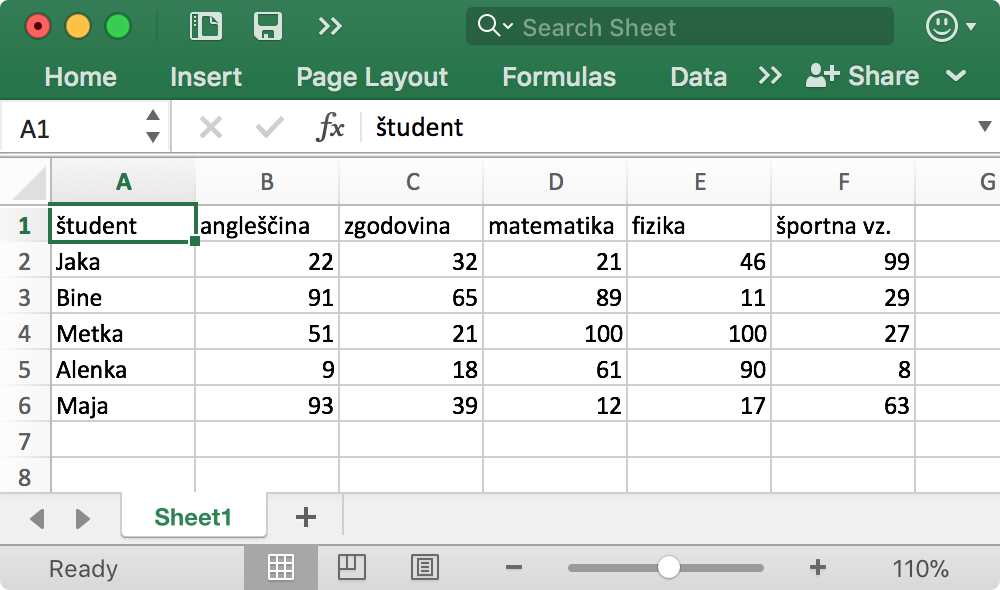 Search Sheet
Home Insert Page Layout Formulas Data Share
A1 fx študent
A B C D E F G
1 študent angleščina zgodovina matematika fizika športna vz.
2 Jaka 22 32 21 46 99
3 Bine 91 65 89 11 29
4 Metka 51 21 100 100 27
5 Alenka 9 18 61 90 8
6 Maja 93 39 12 17 63
7
8
Sheet1 +
Ready 110%